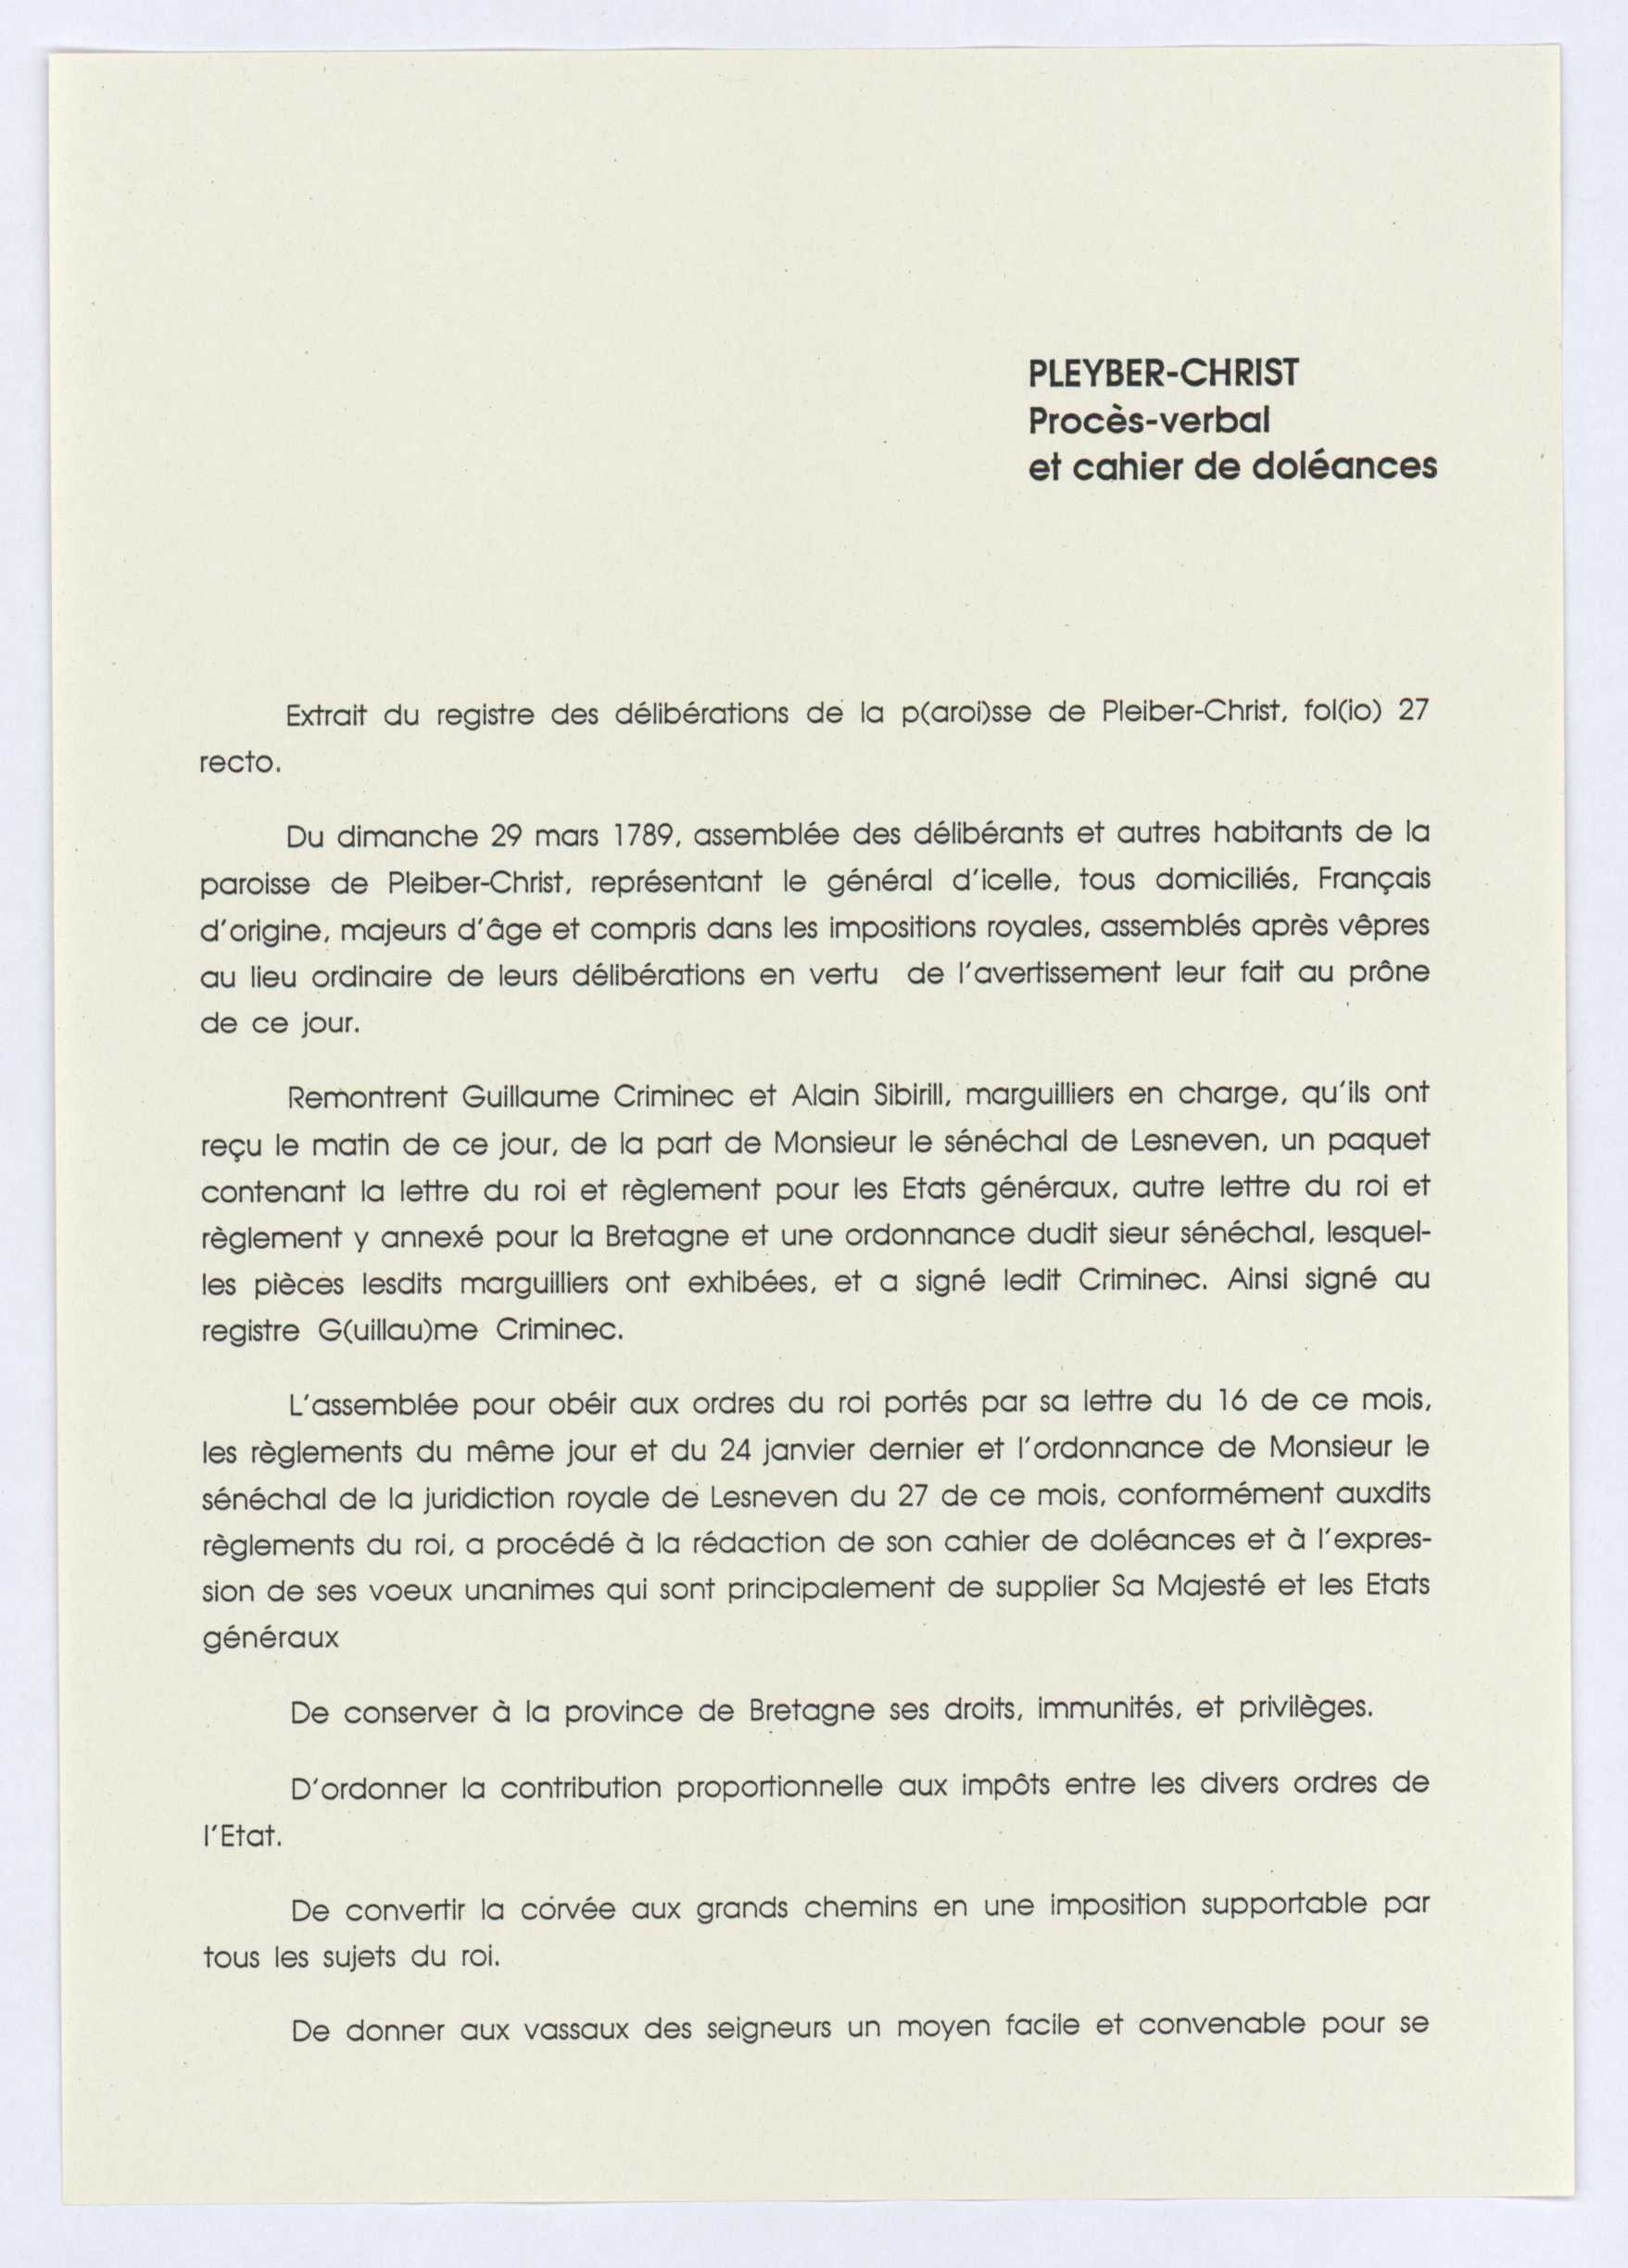 PLEYBER-CHRIST
Procès-verbal
et cahier de doléances
Extrait du registre des délibérations de la p(aroi)sse de Pleiber-Christ, fol(io) 27
recto.
Du dimanche 29 mars 1789, assemblée des délibérants et autres habitants de la
paroisse de Pleiber-Christ, représentant le général d'icelle, tous domiciliés, Français
d'origine, majeurs d'âge et compris dans les impositions royales, assemblés après vêpres
au lieu ordinaire de leurs délibérations en vertu de l'avertissement leur fait au prône
de ce jour.
Remontrent Guillaume Criminec et Alain Sibirill, marguilliers en charge, qu'ils ont
reçu le matin de ce jour, de la part de Monsieur le sénéchal de Lesneven, un paquet
contenant la lettre du roi et règlement pour les Etats généraux, autre lettre du roi et
règlement y annexé pour la Bretagne et une ordonnance dudit sieur sénéchal, lesquel-
les pièces lesdits marguilliers ont exhibées, et a signé ledit Criminec. Ainsi signé au
registre G(uillau)me Criminec.
L'assemblée pour obéir aux ordres du roi portés par sa lettre du 16 de ce mois,
les règlements du même jour et du 24 janvier dernier et l'ordonnance de Monsieur le
sénéchal de la juridiction royale de Lesneven du 27 de ce mois, conformément auxdits
règlements du roi, a procédé à la rédaction de son cahier de doléances et à l'expres-
sion de ses voeux unanimes qui sont principalement de supplier Sa Majesté et les Etats
généraux
De conserver à la province de Bretagne ses droits, immunités, et privilèges.
D'ordonner la contribution proportionnelle aux impôts entre les divers ordres de
l'Etat.
De convertir la corvée aux grands chemins en une imposition supportable par
tous les sujets du roi.
De donner aux vassaux des seigneurs un moyen facile et convenable pour se